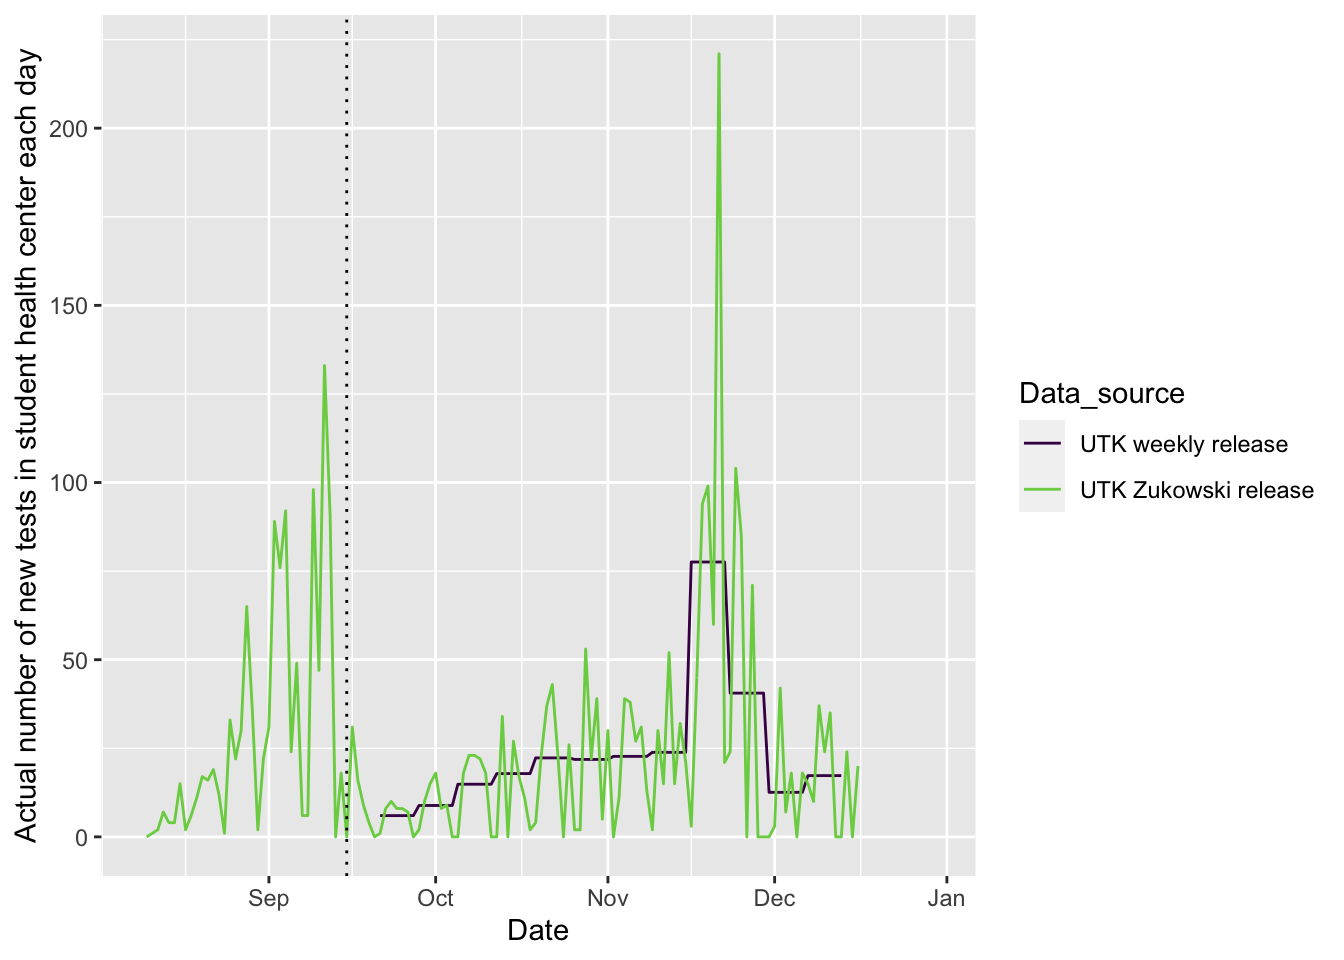 Actual number of new tests in student health center each day
200
150
100
50
0
Sep Oct Nov Dec Jan
Date
Data_source
UTK weekly release
UTK Zukowski release